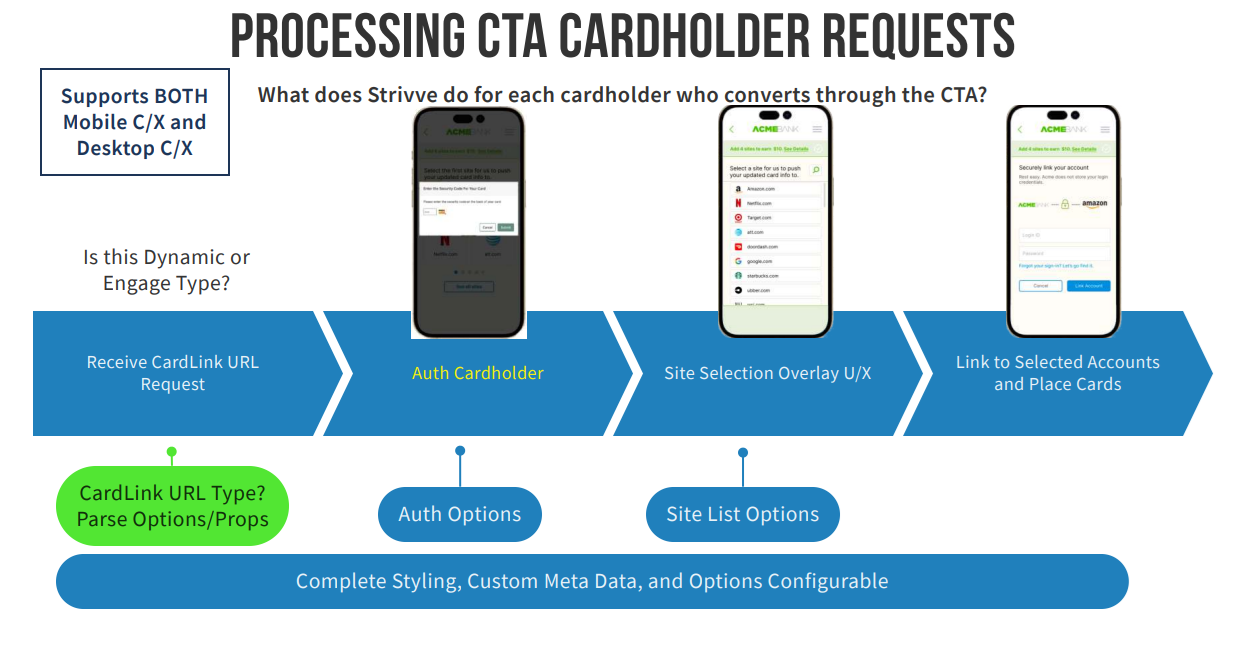 PROCESSING CTA CARDHOLDER REQUESTS
Supports BOTH
Mobile C/X and
Desktop C/X
What does Strivve do for each cardholder who converts through the CTA?
Is this Dynamic or
Engage Type?
ACMEBANK
Add 4 sites to earn $10. See Details
Select the first site for us to push
your updated card info to.
Enter the Security Code For Your Card
Please enter the security code on the back of your card
Cancel
Submit
Netflix.com
att.com
See all sites
ACMEBANK
Add 4 sites to earn $10. See Details
Select a site for us to push
your updated card info to.
Amazon.com
Netflix.com
Target.com
att.com
doordash.com
google.com
starbucks.com
ubber.com
ACMEBANK
Add 4 sites to earn $10. See Details
Securely link your account
Rest easy. Acme does not store your login
credentials.
ACMEBANK
amazon
Login ID
Password
Forgot your sign-in? Let's go find it.
Cancel
Link Account
Receive CardLink URL
Request
Auth Cardholder
Site Selection Overlay U/X
Link to Selected Accounts
and Place Cards
CardLink URL Type?
Parse Options/Props
Auth Options
Site List Options
Complete Styling, Custom Meta Data, and Options Configurable